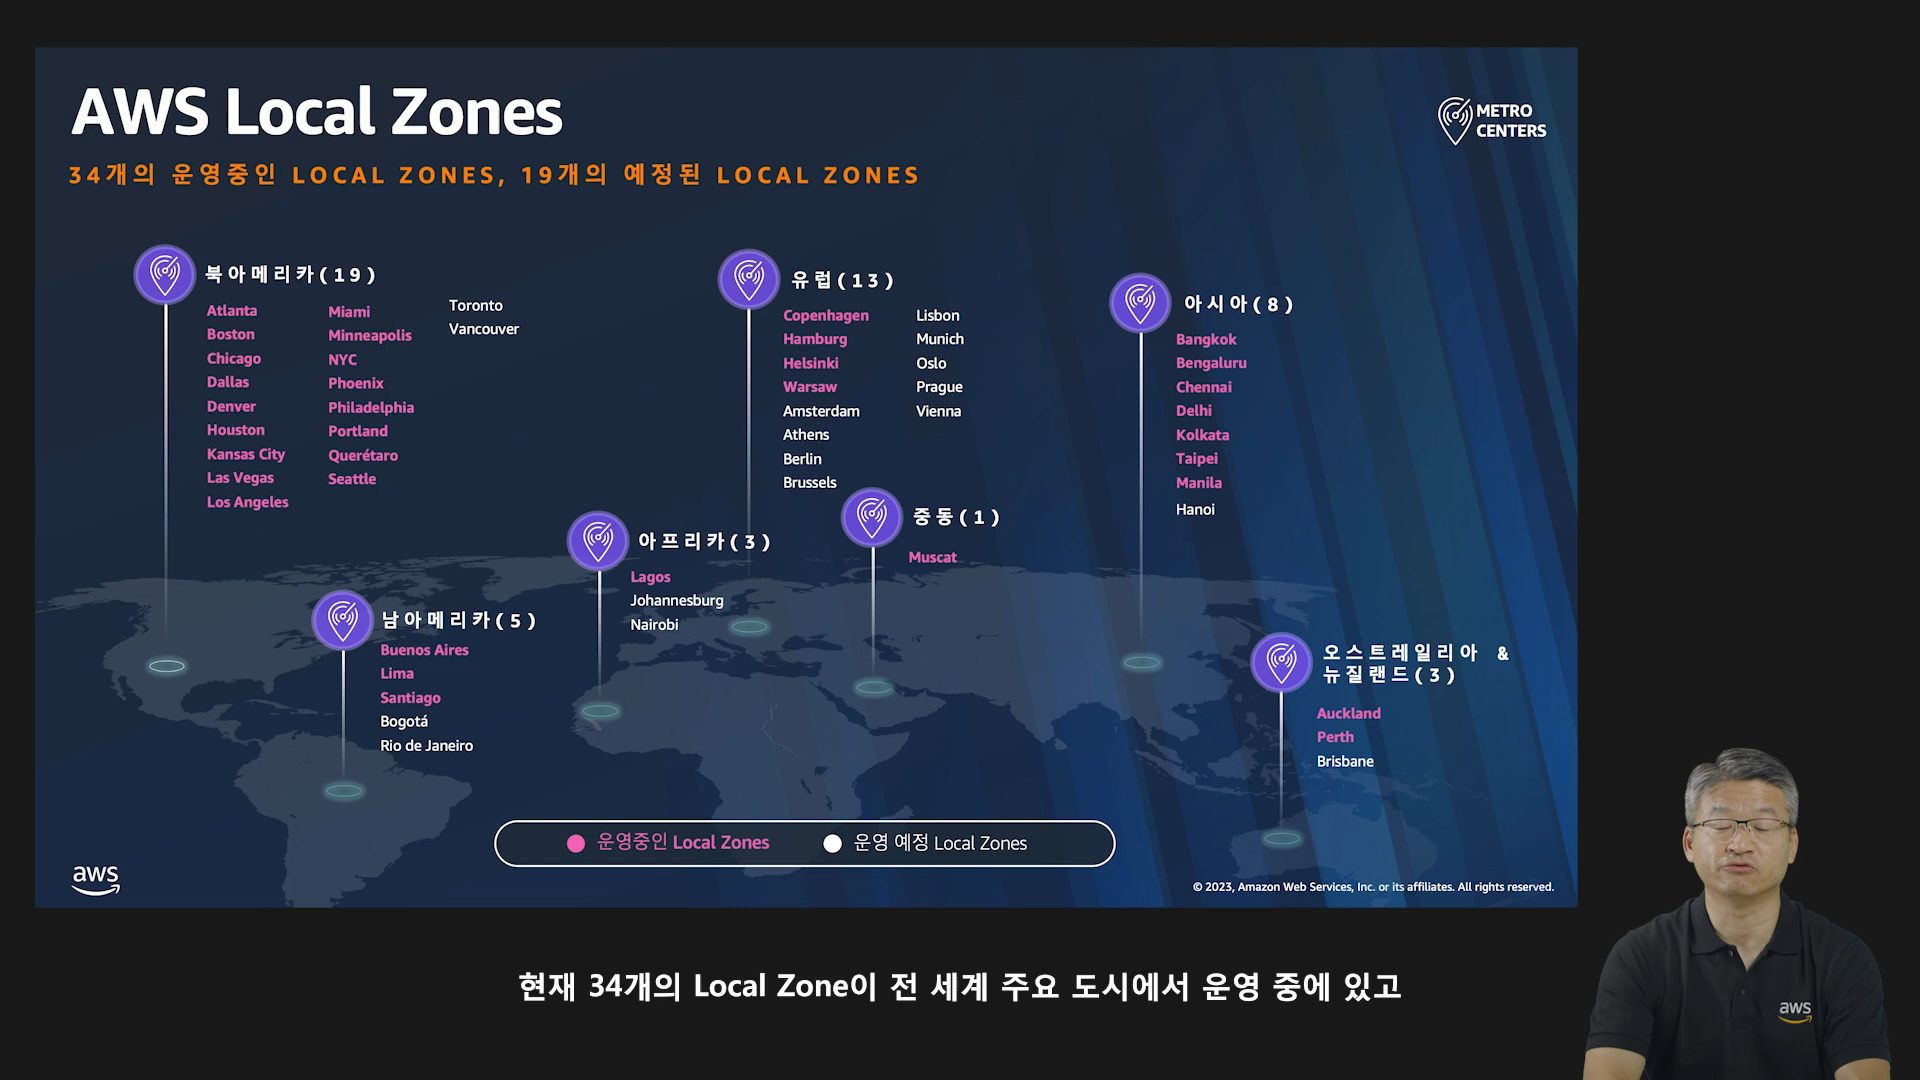 AWS Local Zones
34개의 운영중인 LOCAL ZONES, 19개의 예정된 LOCAL ZONES
METRO
CENTERS
북아메리카(19)
Atlanta
Boston
Chicago
Dallas
Denver
Houston
Kansas City
Las Vegas
Los Angeles
Miami
Minneapolis
NYC
Phoenix
Philadelphia
Portland
Querétaro
Seattle
Toronto
Vancouver
유럽(13)
Copenhagen
Hamburg
Helsinki
Warsaw
Amsterdam
Athens
Berlin
Brussels
Lisbon
Munich
Oslo
Prague
Vienna
아시아(8)
Bangkok
Bengaluru
Chennai
Delhi
Kolkata
Taipei
Manila
Hanoi
중동(1)
Muscat
아프리카(3)
Lagos
Johannesburg
Nairobi
남아메리카(5)
Buenos Aires
Lima
Santiago
Bogotá
Rio de Janeiro
오스트레일리아 &
뉴질랜드(3)
Auckland
Perth
Brisbane
운영중인 Local Zones
운영 예정 Local Zones
aws
© 2023, Amazon Web Services, Inc. or its affiliates. All rights reserved.
aws
현재 34개의 Local Zone이 전 세계 주요 도시에서 운영 중에 있고